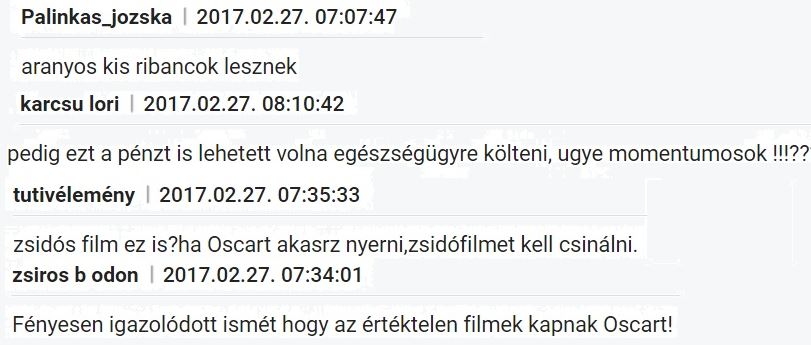 Palinkas_jozska | 2017.02.27. 07:07:47
aranyos kis ribancok lesznek
karcsu lori | 2017.02.27. 08:10:42
pedig ezt a pénzt is lehetett volna egészségügyre költeni, ugye momentumosok !!!??
tutivélemény | 2017.02.27. 07:35:33
zsidós film ez is?ha Oscart akasrz nyerni,zsidófilmet kell csinálni.
zsiros b odon | 2017.02.27. 07:34:01
Fényesen igazolódott ismét hogy az értéktelen filmek kapnak Oscart!